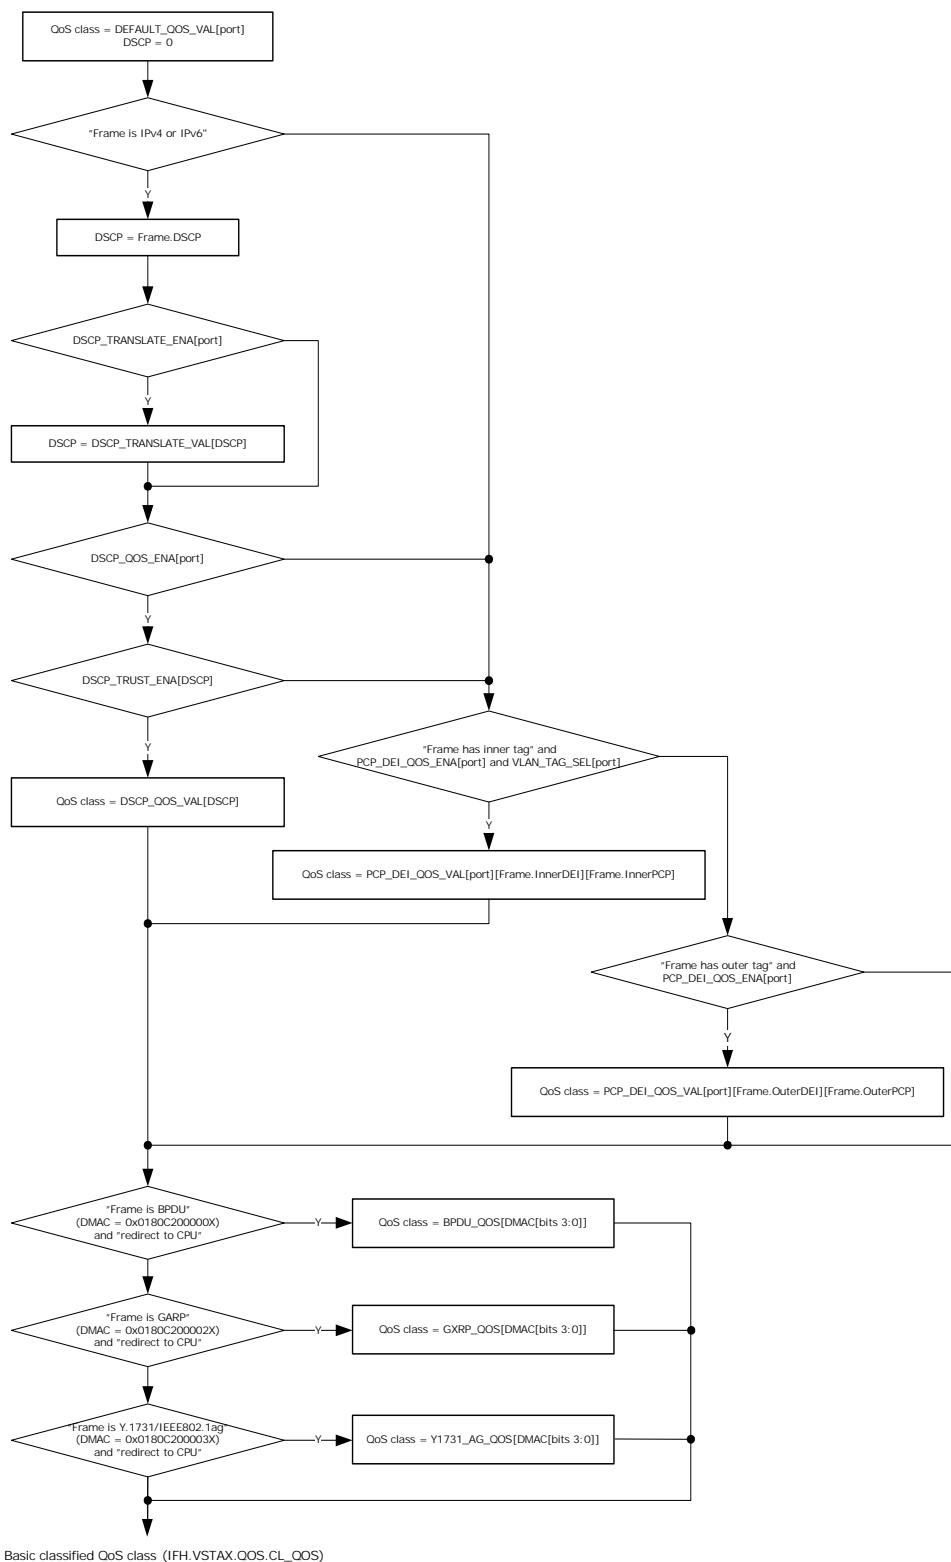 QoS class = DEFAULT_QOS_VAL[port]
DSCP = 0
"Frame is IPv4 or IPv6"
Y
DSCP = Frame.DSCP
DSCP_TRANSLATE_ENA[port]
Y
DSCP = DSCP_TRANSLATE_VAL[DSCP]
DSCP_QOS_ENA[port]
Y
DSCP_TRUST_ENA[DSCP]
Y
"Frame has inner tag" and
PCP_DEI_QOS_ENA[port] and VLAN_TAG_SEL[port]
QoS class = DSCP_QOS_VAL[DSCP]
Y
QoS class = PCP_DEI_QOS_VAL[port][Frame.InnerDEI][Frame.InnerPCP]
"Frame has outer tag" and
PCP_DEI_QOS_ENA[port]
Y
QoS class = PCP_DEI_QOS_VAL[port][Frame.OuterDEI][Frame.OuterPCP]
"Frame is BPDU"
(DMAC = 0x0180C200000X)
and "redirect to CPU"
Y
QoS class = BPDU_QOS[DMAC[bits 3:0]]
"Frame is GARP"
(DMAC = 0x0180C200002X)
and "redirect to CPU"
Y
QoS class = GXRP_QOS[DMAC[bits 3:0]]
"Frame is Y.1731/IEEE802.1ag"
(DMAC = 0x0180C200003X)
and "redirect to CPU"
Y
QoS class = Y1731_AG_QOS[DMAC[bits 3:0]]
Basic classified QoS class (IFH.VSTAX.QOS.CL_QOS)